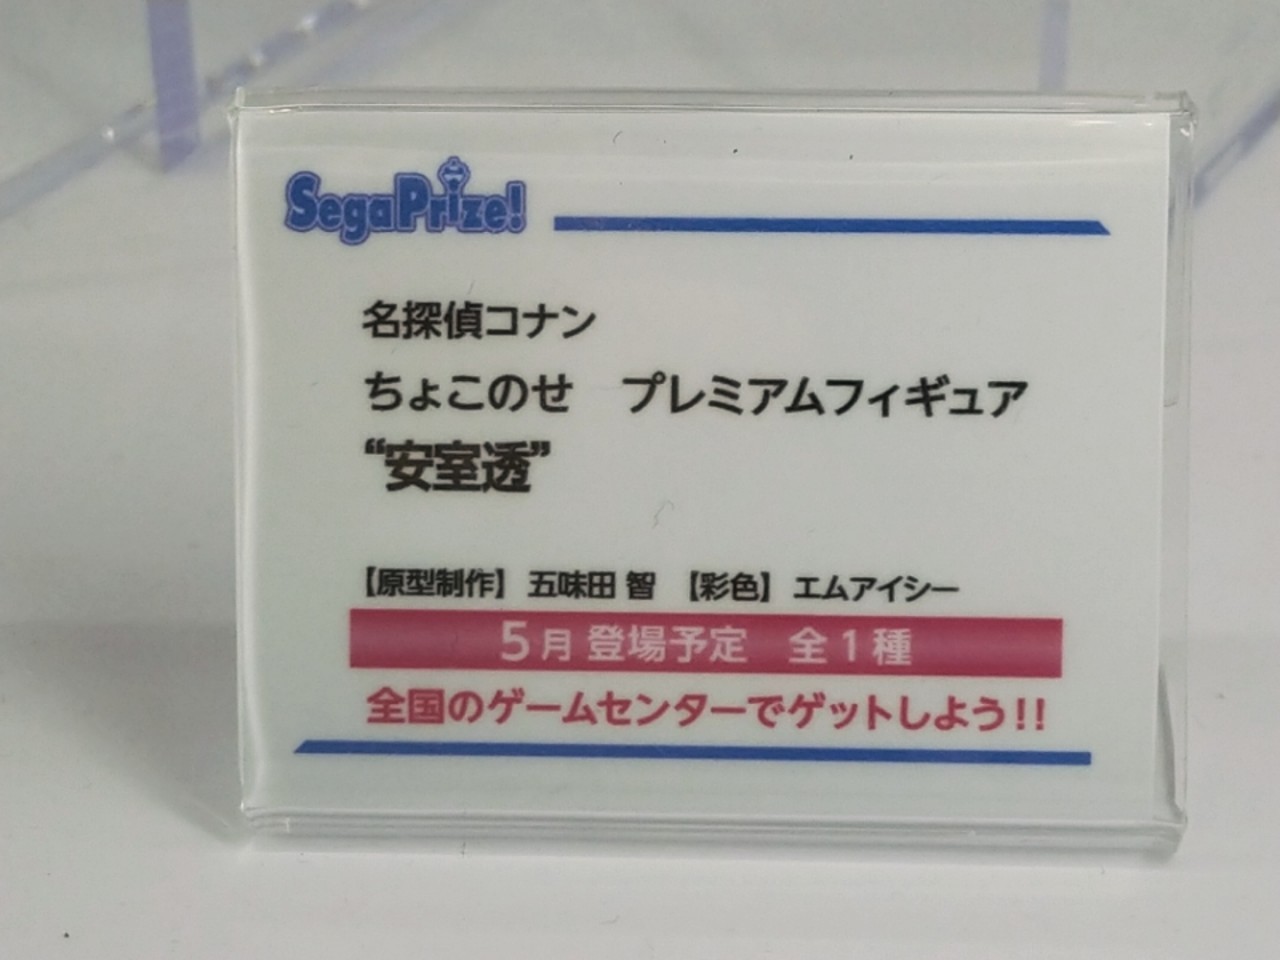 SegaPrize!
名探偵コナン
ちょこのせ　プレミアムフィギュア
“安室透”
【原型制作】 五味田 智 【彩色】 エムアイシー
5月 登場予定　全1種
全国のゲームセンターでゲットしよう!!